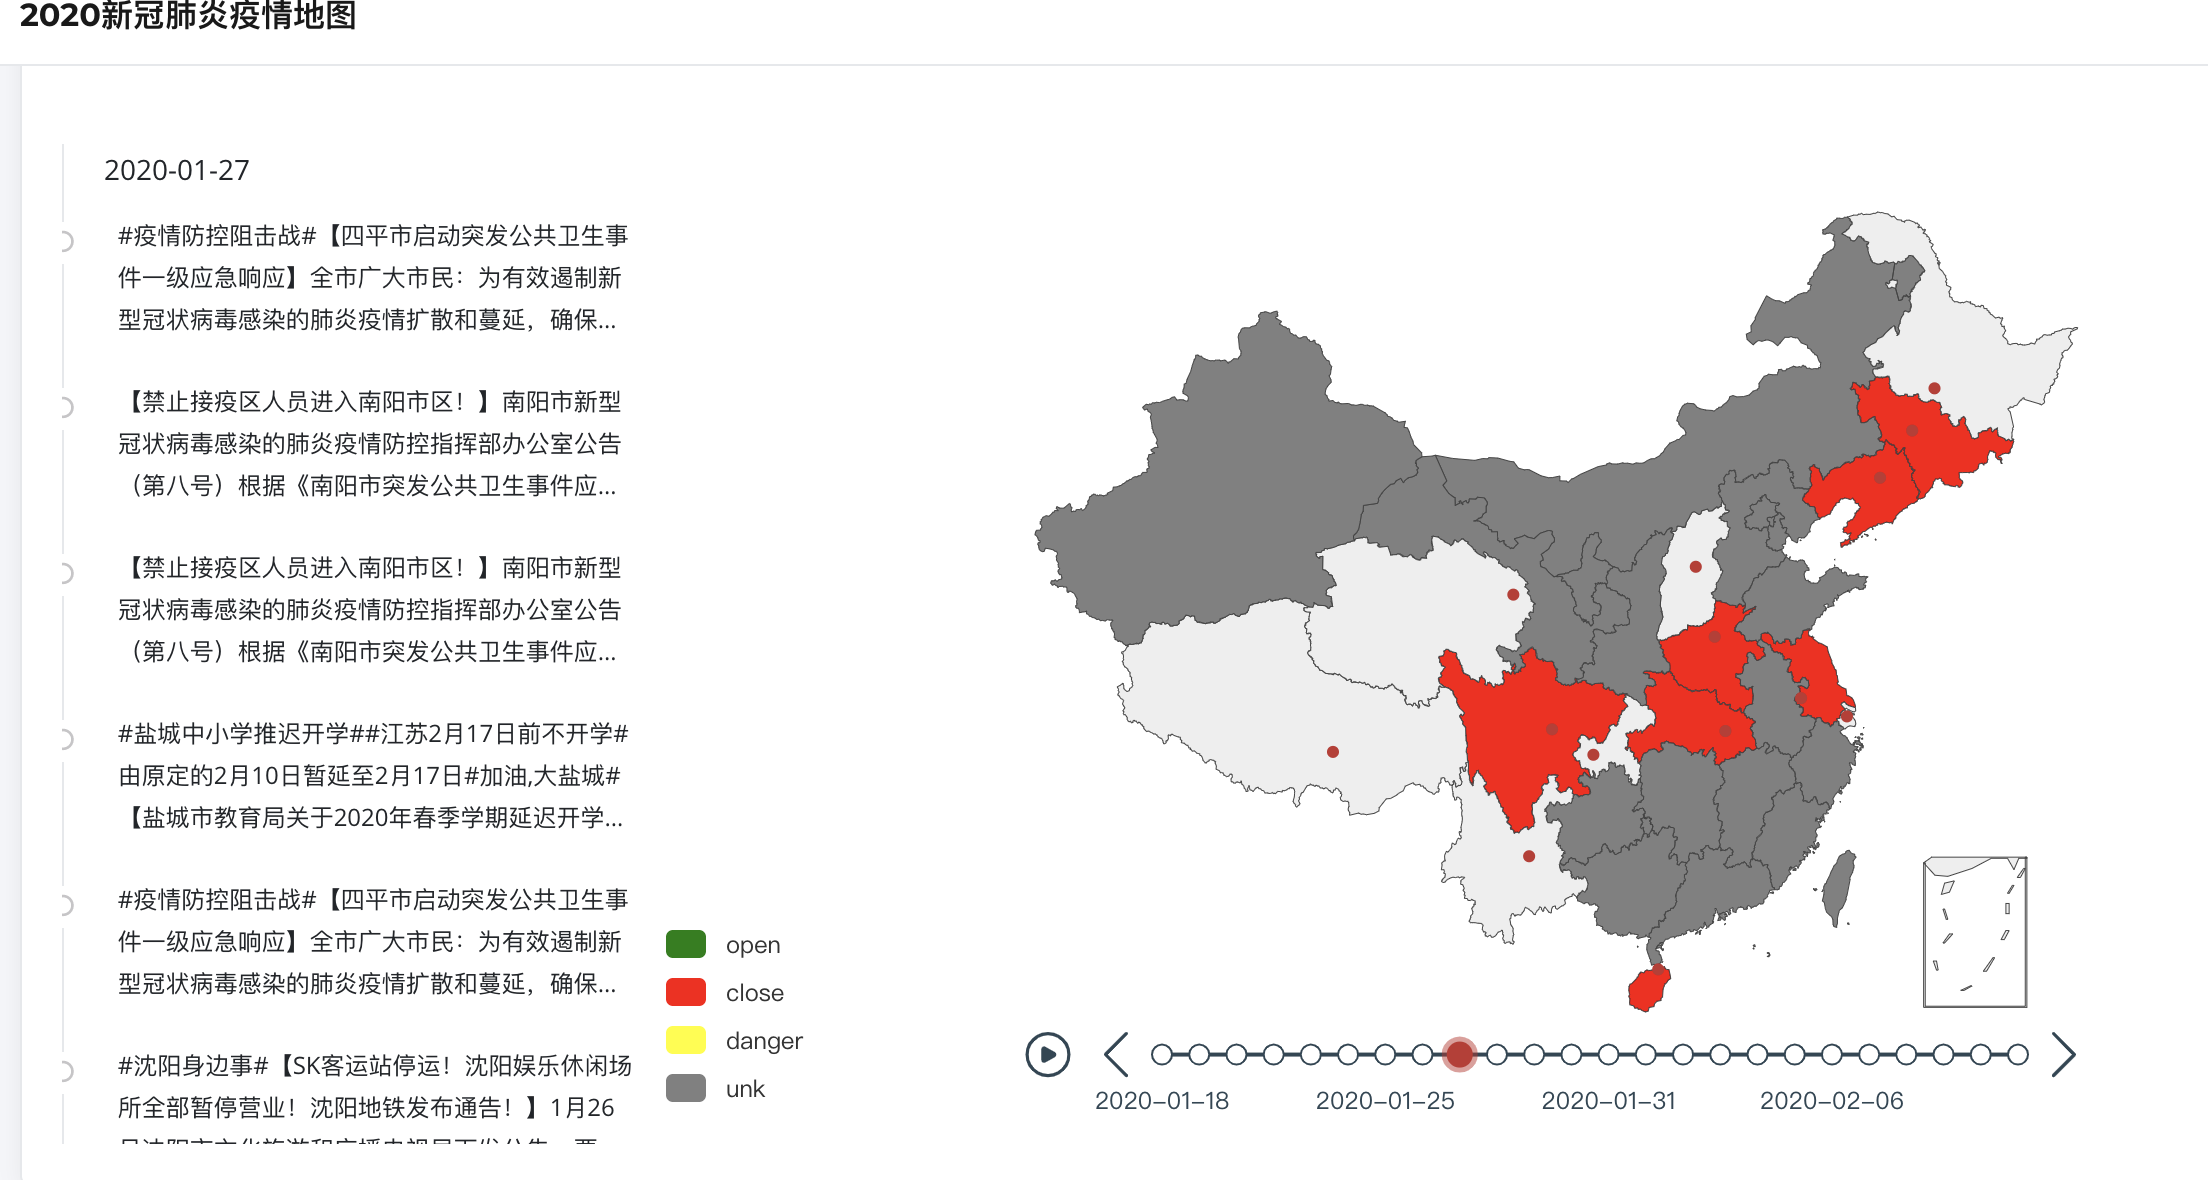 2020新冠肺炎疫情地图
2020-01-27
#疫情防控阻击战#【四平市启动突发公共卫生事
件一级应急响应】全市广大市民：为有效遏制新
型冠状病毒感染的肺炎疫情扩散和蔓延，确保...
【禁止接疫区人员进入南阳市区！】南阳市新型
冠状病毒感染的肺炎疫情防控指挥部办公室公告
（第八号）根据《南阳市突发公共卫生事件应...
【禁止接疫区人员进入南阳市区！】南阳市新型
冠状病毒感染的肺炎疫情防控指挥部办公室公告
（第八号）根据《南阳市突发公共卫生事件应...
#盐城中小学推迟开学##江苏2月17日前不开学#
由原定的2月10日暂延至2月17日#加油,大盐城#
【盐城市教育局关于2020年春季学期延迟开学...
#疫情防控阻击战#【四平市启动突发公共卫生事
件一级应急响应】全市广大市民：为有效遏制新
型冠状病毒感染的肺炎疫情扩散和蔓延，确保...
#沈阳身边事#【SK客运站停运！沈阳娱乐休闲场
所全部暂停营业！沈阳地铁发布通告！】1月26
open
close
danger
unk
2020-01-18
2020-01-25
2020-01-31
2020-02-06